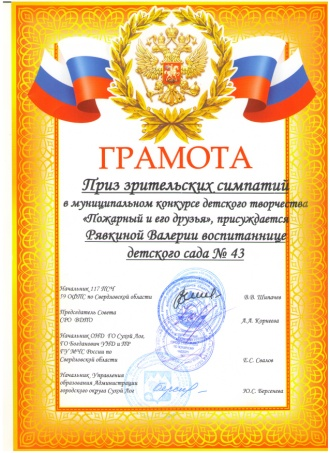 ГРАМОТА
Приз зрительских симпатий
в муниципальном конкурсе детского творчества
«Пожарный и его друзья», присуждается
Рявкиной Валерии воспитаннице
детского сада № 43
Начальник 117 ПСЧ
59 ОФПС по Свердловской области
В.В. Шипачев
Председатель Совета
СРО ВДПО
А.А. Корнеева
Начальник ОНД ГО Сухой Лог,
ГО Богданович УНД и ПР
ГУ МЧС России по
Свердловской области
Е.С.
Начальник Управления
образования Администрации
городского округа Сухой Лог
Ю.С. Берсенева